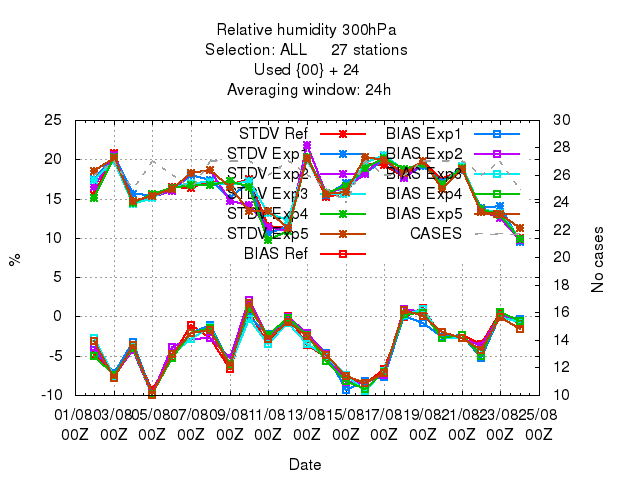 Relative humidity 300hPa
Selection: ALL 27 stations
Used {00} + 24
Averaging window: 24h
25 30
STDV Ref BIAS Exp1
28
STDV Exp1 BIAS Exp2
20
STDV Exp2 BIAS Exp3
26
STDV Exp3 BIAS Exp4
15
24
STDV Exp4 BIAS Exp5
STDV Exp5 CASES
22
10
BIAS Ref
20
5
18
0
16
14
-5
12
-10 10
% No cases
01/08 03/08 05/08 07/08 09/08 11/08 13/08 15/08 17/08 19/08 21/08 23/08 25/08
00Z 00Z 00Z 00Z 00Z 00Z 00Z 00Z 00Z 00Z 00Z 00Z 00Z
Date